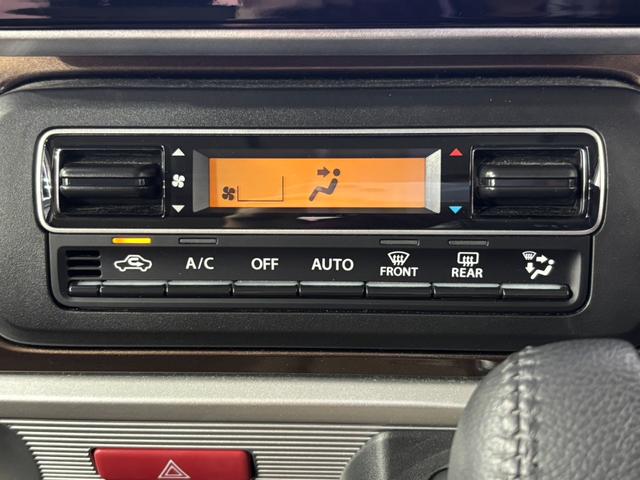 A/C OFF AUTO FRONT REAR